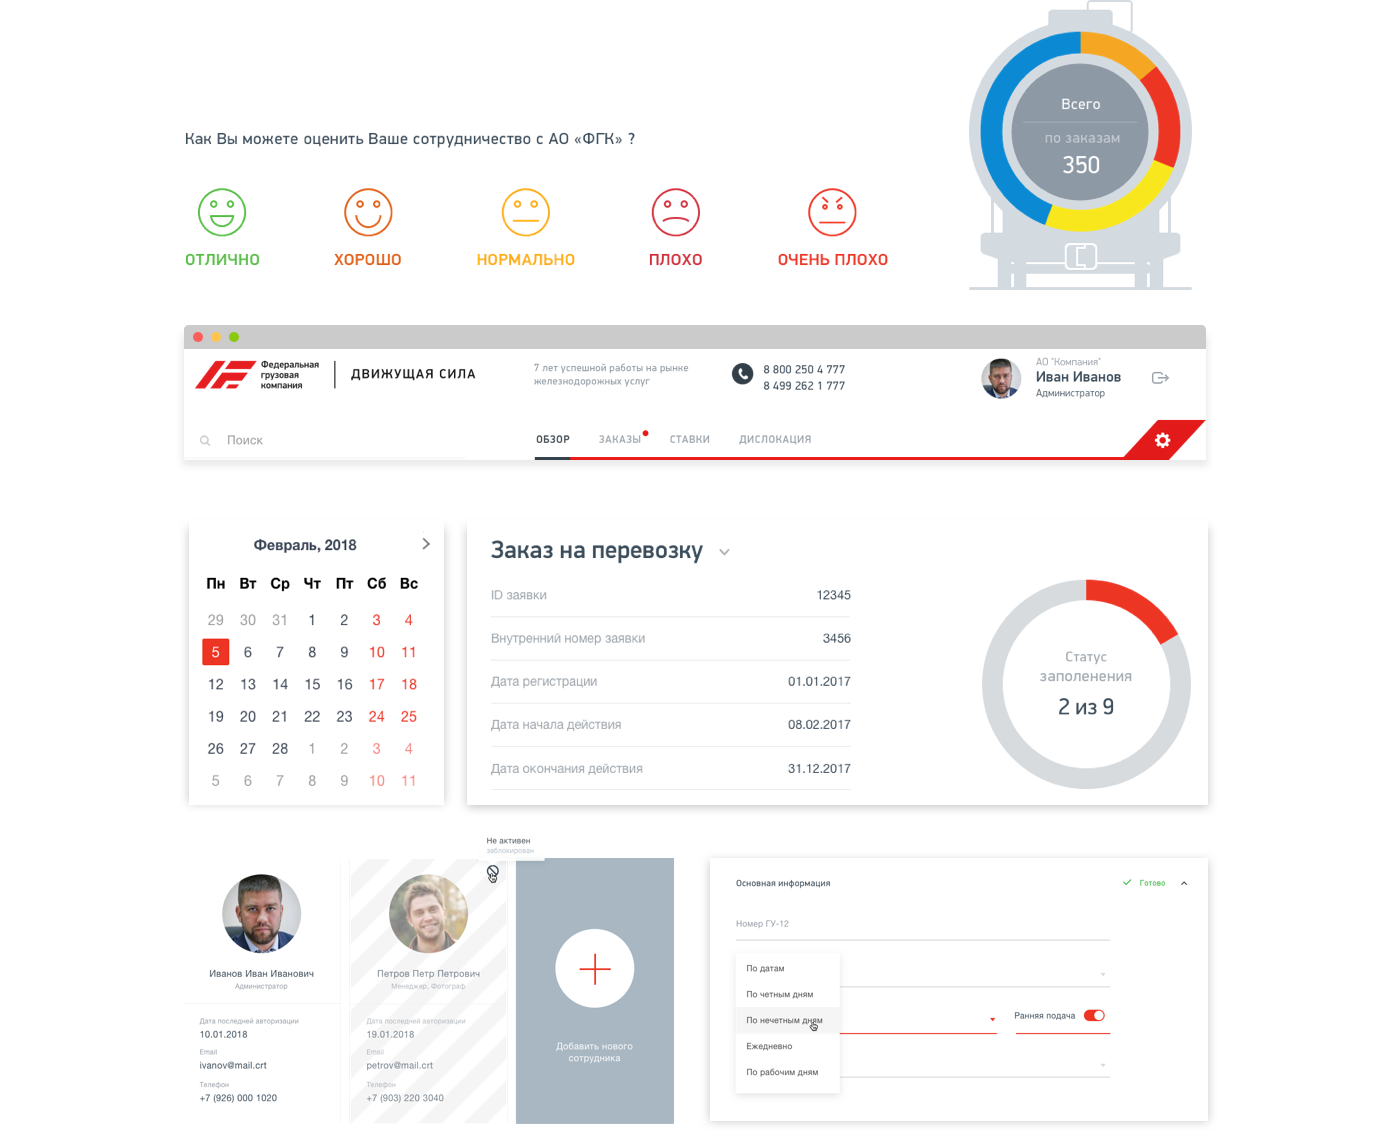 Всего
по заказам
350
Как Вы можете оценить Ваше сотрудничество с АО «ФГК» ?
ОТЛИЧНО
ХОРОШО
НОРМАЛЬНО
ПЛОХО
ОЧЕНЬ ПЛОХО
Федеральная
грузовая
компания
ДВИЖУЩАЯ СИЛА
7 лет успешной работы на рынке
железнодорожных услуг
8 800 250 4 777
8 499 262 1 777
АО "Компания"
Иван Иванов
Администратор
Поиск
ОБЗОР
ЗАКАЗЫ
СТАВКИ
ДИСЛОКАЦИЯ
Февраль, 2018
Пн Вт Ср Чт Пт Сб Вс
29 30 31 1 2 3 4
5 6 7 8 9 10 11
12 13 14 15 16 17 18
19 20 21 22 23 24 25
26 27 28 1 2 3 4
5 6 7 8 9 10 11
Заказ на перевозку
ID заявки 12345
Внутренний номер заявки 3456
Дата регистрации 01.01.2017
Дата начала действия 08.02.2017
Дата окончания действия 31.12.2017
Статус
заполенения
2 из 9
Иванов Иван Иванович
Администратор
Дата последней авторизации
10.01.2018
Email
ivanov@mail.crt
Телефон
+7 (926) 000 1020
Не активен
заблокирован
Петров Петр Петрович
Менеджер, Фотограф
Дата последней авторизации
19.01.2018
Email
petrov@mail.crt
Телефон
+7 (903) 220 3040
Добавить нового
сотрудника
Основная информация
Готово
Номер ГУ-12
По датам
По четным дням
По нечетным дням
Ежедневно
По рабочим дням
Ранняя подача